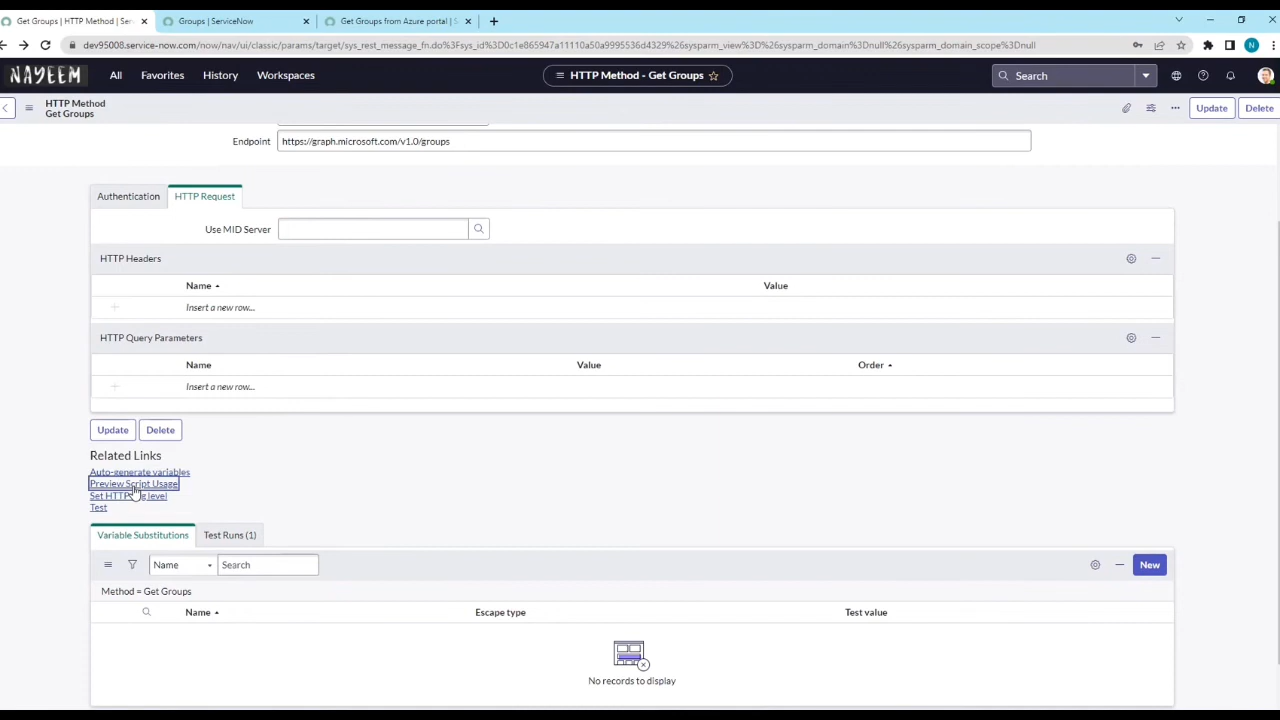 Get Groups | HTTP Method | Ser
Groups | ServiceNow
Get Groups from Azure portal | S
dev95008.service-now.com/now/nav/ui/classic/params/target/sys_rest_message_fn.do%3Fsys_id%3D0c1e865947a11110a50a9995536d4329%26sysparm_view%3D%26sysparm_domain%3Dnull%26sysparm_domain_scope%3Dnull
N
NAYEEM
All
Favorites
History
Workspaces
HTTP Method - Get Groups
Search
HTTP Method
Get Groups
Update
Delete
Endpoint
https://graph.microsoft.com/v1.0/groups
Authentication
HTTP Request
Use MID Server
HTTP Headers
Name
Value
Insert a new row...
HTTP Query Parameters
Name
Value
Order
Insert a new row...
Update
Delete
Related Links
Auto-generate variables
Preview Script Usage
Set HTTP level
Test
Variable Substitutions
Test Runs (1)
Name
Search
New
Method = Get Groups
Name
Escape type
Test value
No records to display